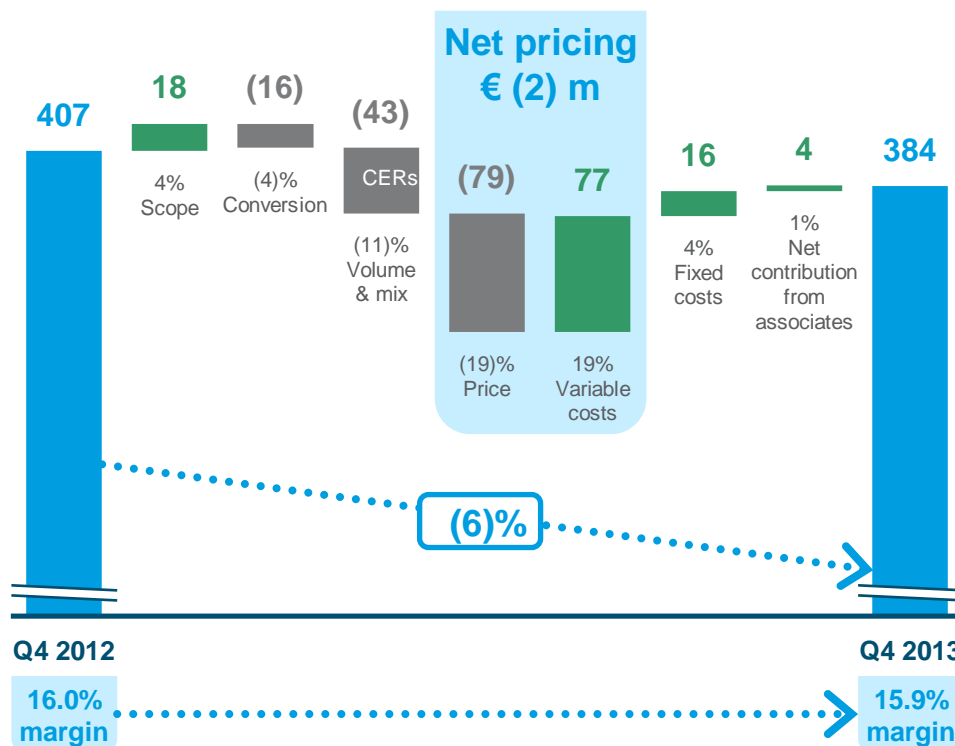 Net pricing
€ (2) m
407
18
4%
Scope
(16)
(4)%
Conversion
(43)
CERs
(11)%
Volume
& mix
(79)
(19)%
Price
77
19%
Variable
costs
16
4%
Fixed
costs
4
1%
Net
contribution
from
associates
384
(6)%
Q4 2012
Q4 2013
16.0%
margin
15.9%
margin